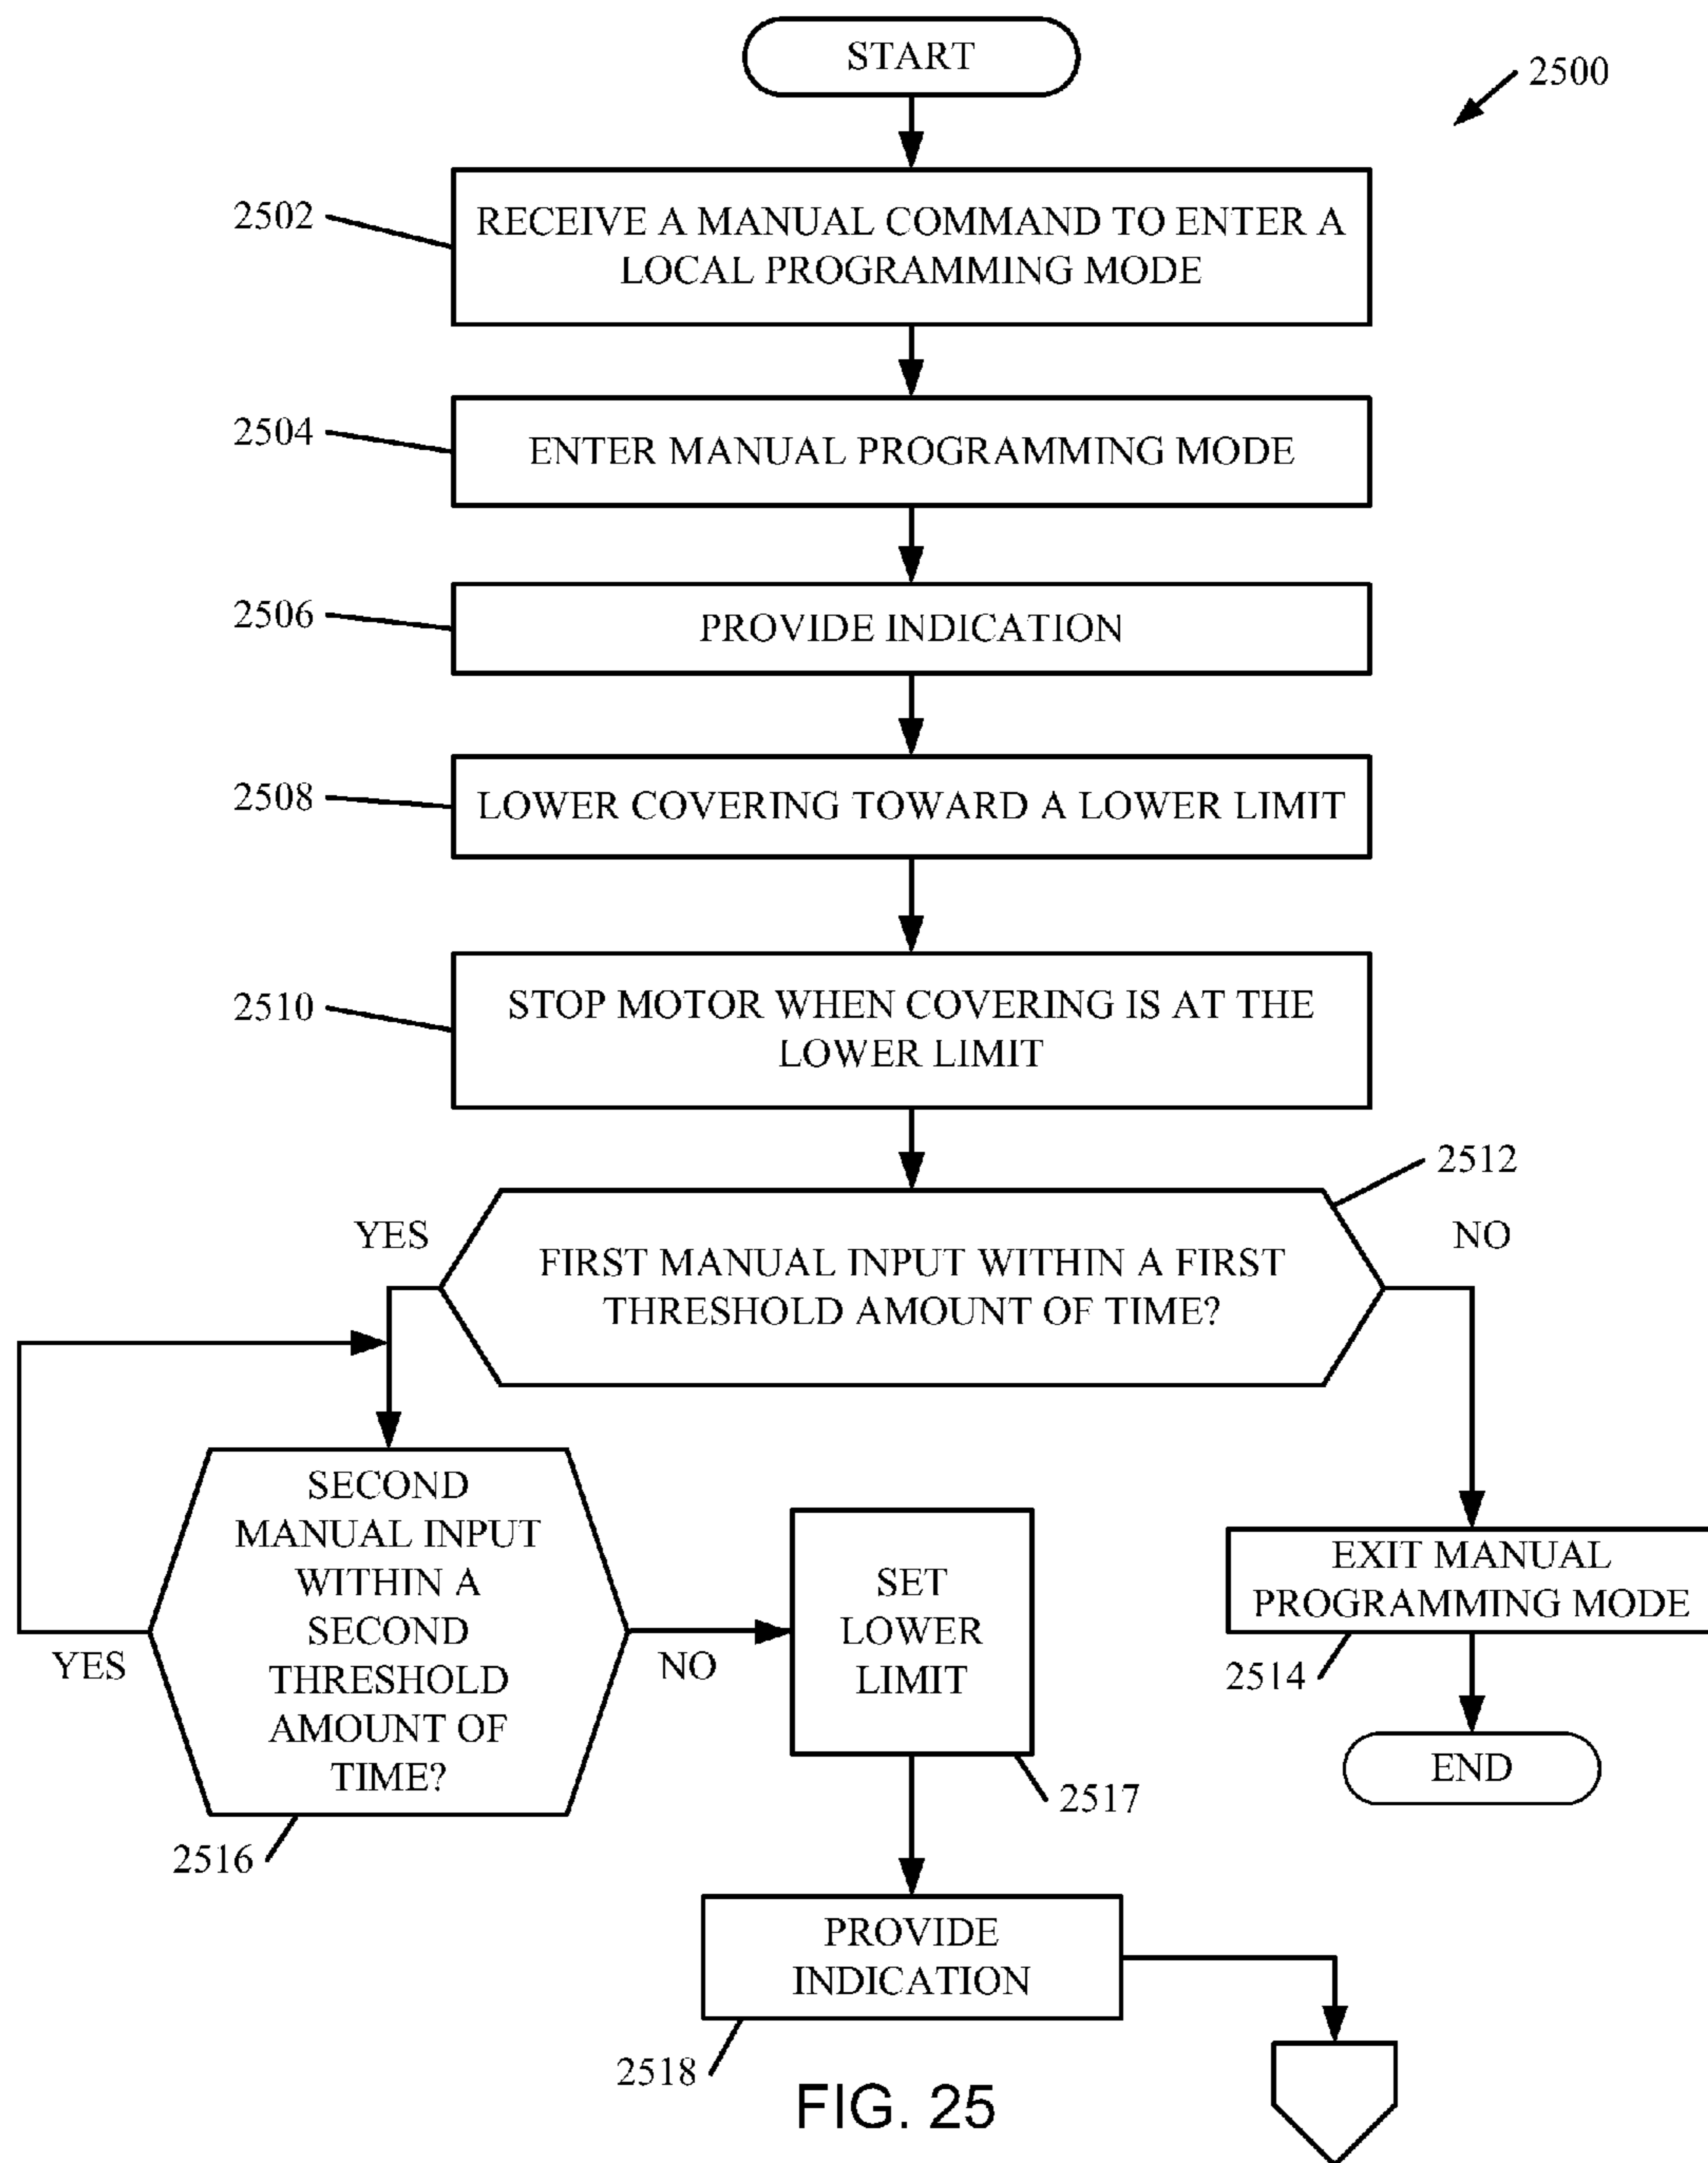 START
2500
2502
RECEIVE A MANUAL COMMAND TO ENTER A
LOCAL PROGRAMMING MODE
2504
ENTER MANUAL PROGRAMMING MODE
2506
PROVIDE INDICATION
2508
LOWER COVERING TOWARD A LOWER LIMIT
2510
STOP MOTOR WHEN COVERING IS AT THE
LOWER LIMIT
2512
YES
NO
FIRST MANUAL INPUT WITHIN A FIRST
THRESHOLD AMOUNT OF TIME?
SECOND
MANUAL INPUT
WITHIN A
SECOND
THRESHOLD
AMOUNT OF
TIME?
YES
NO
2516
SET
LOWER
LIMIT
2517
EXIT MANUAL
PROGRAMMING MODE
2514
END
PROVIDE
INDICATION
2518
FIG. 25